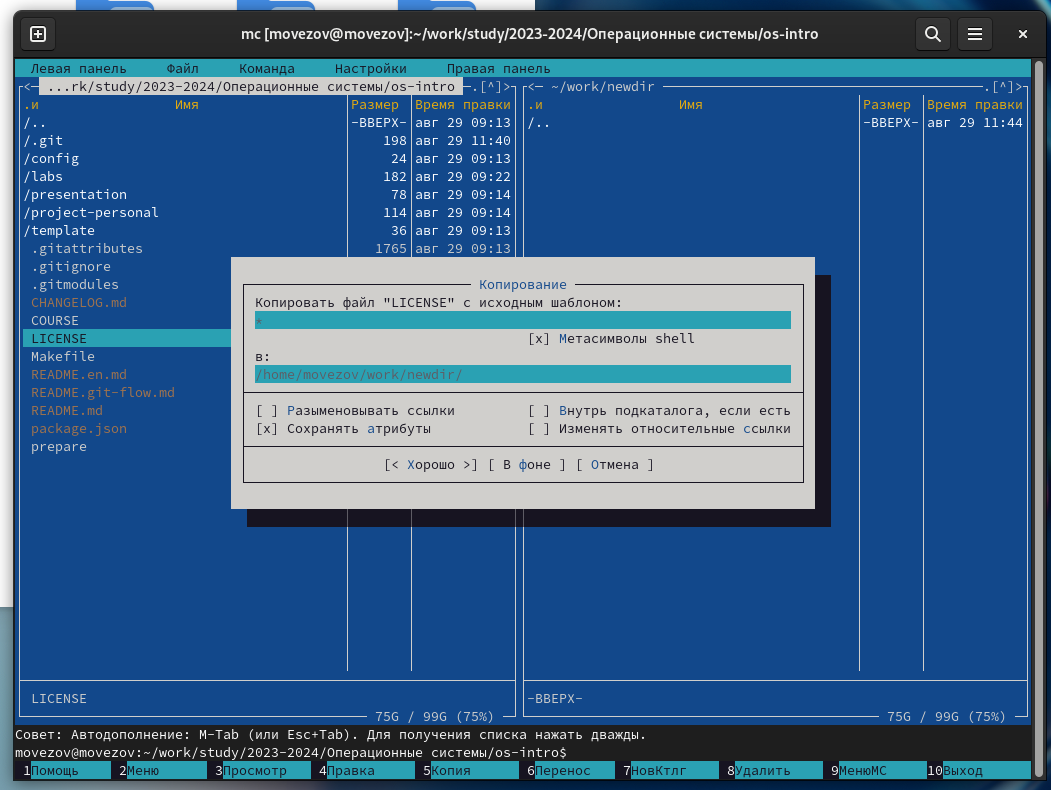 mc [movezov@movezov]:~/work/study/2023-2024/Операционные системы/os-intro
Левая панель Файл Команда Настройки Правая панель
<— ...rk/study/2023-2024/Операционные системы/os-intro —.[^]>
.и Имя Размер Время правки
/.. -ВВЕРХ- авг 29 09:13
/.git 198 авг 29 11:40
/config 24 авг 29 09:13
/labs 182 авг 29 09:22
/presentation 78 авг 29 09:14
/project-personal 114 авг 29 09:14
/template 36 авг 29 09:13
.gitattributes 1765 авг 29 09:13
.gitignore
.gitmodules
CHANGELOG.md
COURSE
LICENSE
Makefile
README.en.md
README.git-flow.md
README.md
package.json
prepare
LICENSE
75G / 99G (75%)
<— ~/work/newdir —.[^]>
.и Имя Размер Время правки
/.. -ВВЕРХ- авг 29 11:44
-ВВЕРХ-
75G / 99G (75%)
Копирование
Копировать файл "LICENSE" с исходным шаблоном:
*
[x] Метасимволы shell
в:
/home/movezov/work/newdir/
[ ] Разыменовывать ссылки [ ] Внутрь подкаталога, если есть
[x] Сохранять атрибуты [ ] Изменять относительные ссылки
[< Хорошо >] [ В фоне ] [ Отмена ]
Совет: Автодополнение: M-Tab (или Esc+Tab). Для получения списка нажать дважды.
movezov@movezov:~/work/study/2023-2024/Операционные системы/os-intro$
1Помощь 2Меню 3Просмотр 4Правка 5Копия 6Перенос 7НовКтлг 8Удалить 9МенюМС 10Выход